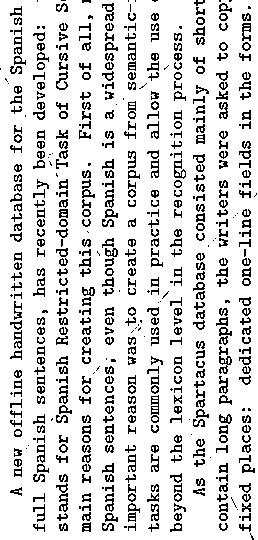 A new offline handwritten database for the Spanish
full Spanish sentences, has recently been developed:
stands for Spanish Restricted-domain Task of Cursive S
main reasons for creating this corpus. First of all,
Spanish sentences, even though Spanish is a widespread
important reason was to create a corpus from semantic-
tasks are commonly used in practice and allow the use
beyond the lexicon level in the recognition process.
As the Spartacus database consisted mainly of short
contain long paragraphs, the writers were asked to cop
fixed places: dedicated one-line fields in the forms.